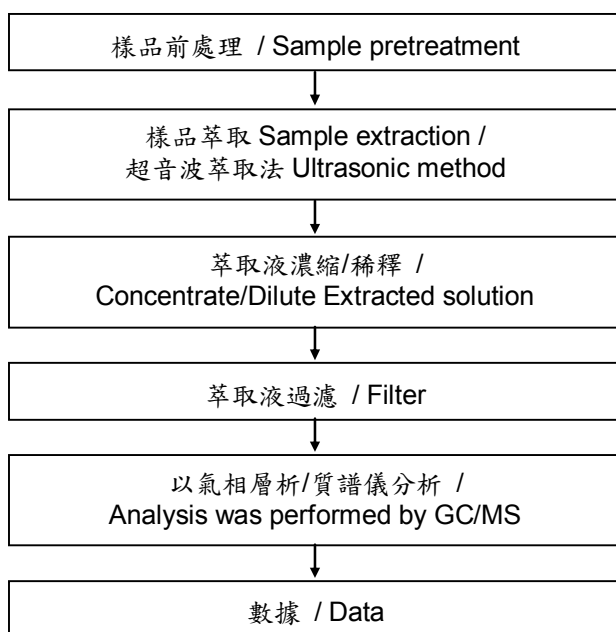 樣品前處理 / Sample pretreatment
樣品萃取 Sample extraction /
超音波萃取法 Ultrasonic method
萃取液濃縮/稀釋 /
Concentrate/Dilute Extracted solution
萃取液過濾 / Filter
以氣相層析/質譜儀分析 /
Analysis was performed by GC/MS
數據 / Data